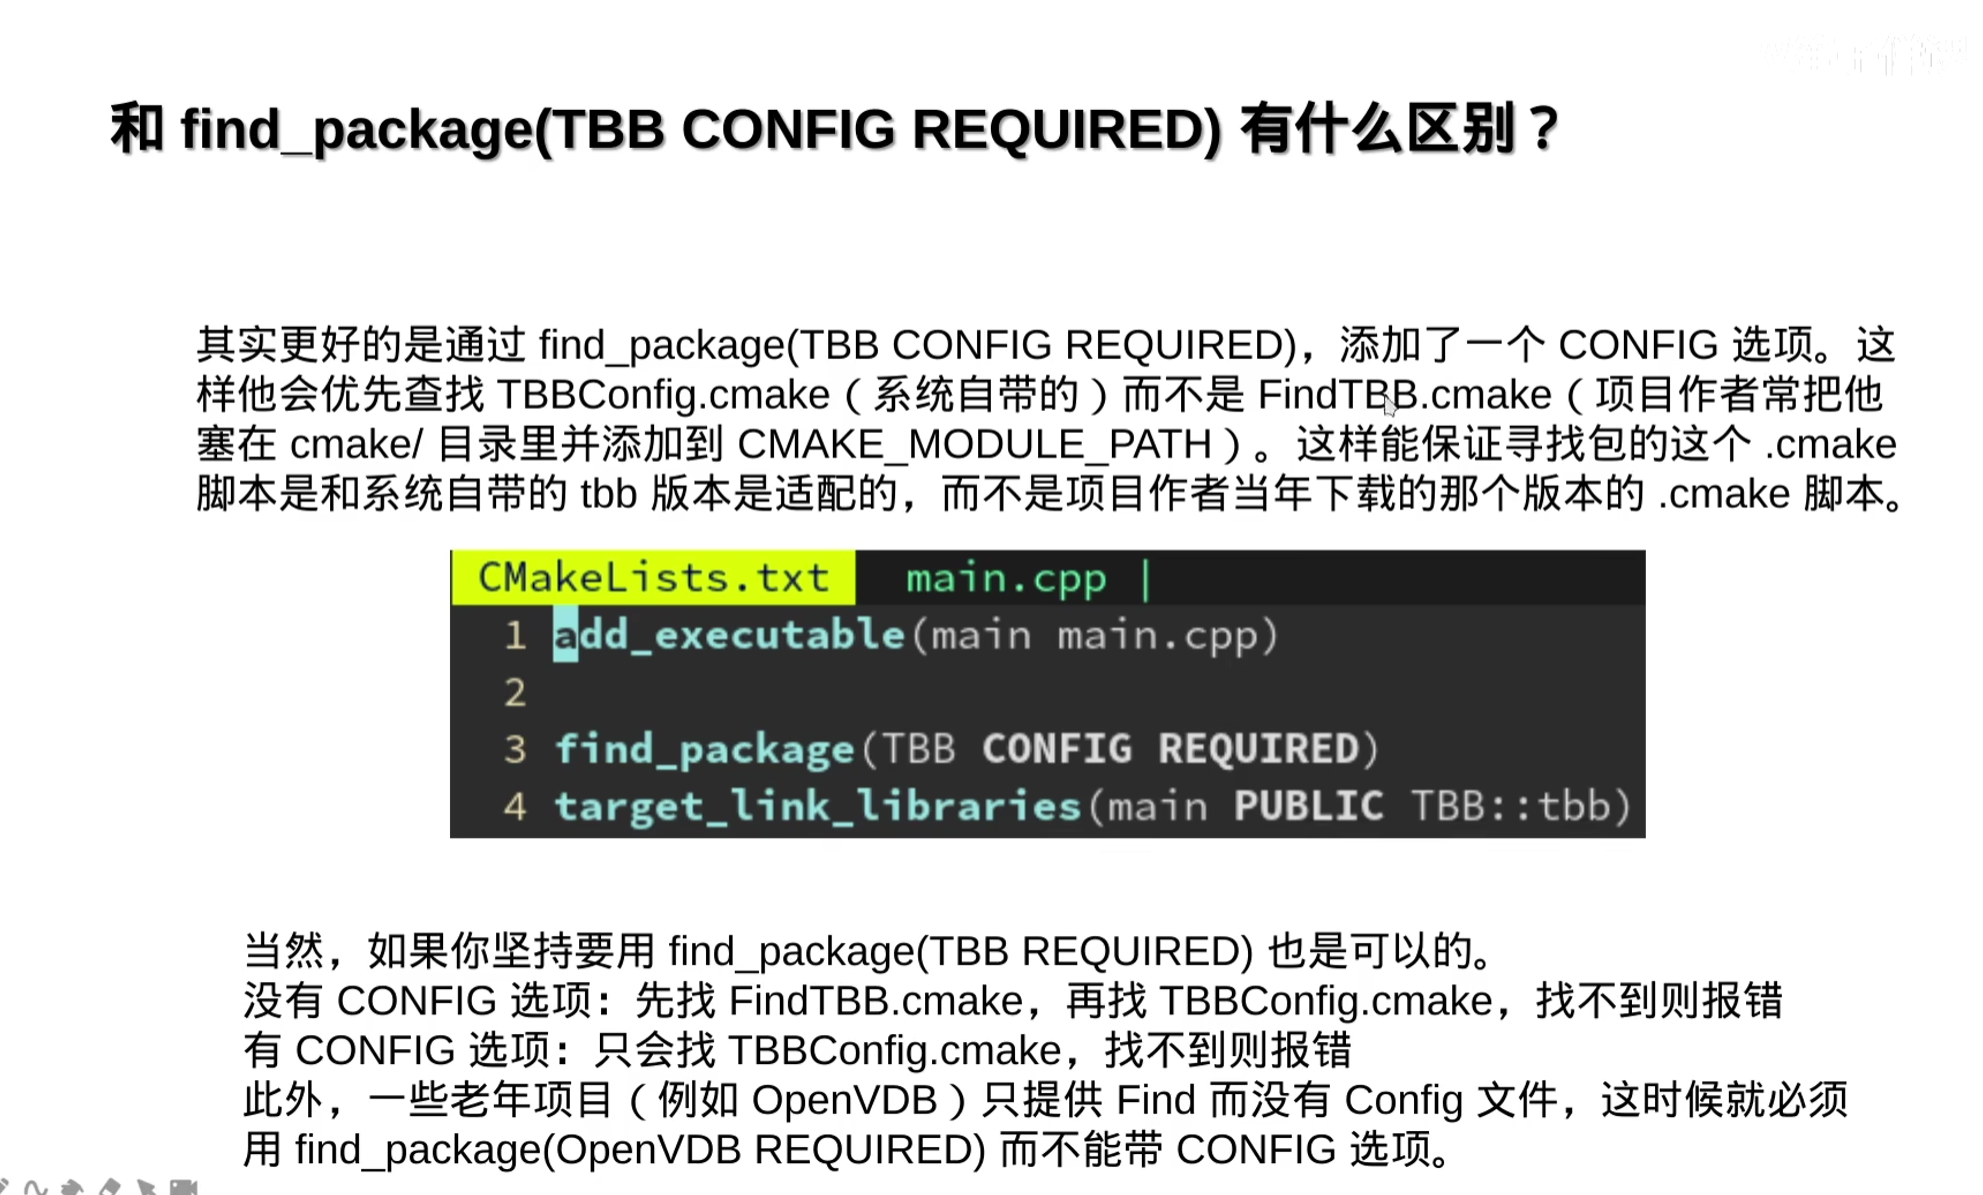 和 find_package(TBB CONFIG REQUIRED) 有什么区别？
其实更好的是通过 find_package(TBB CONFIG REQUIRED)，添加了一个 CONFIG 选项。这
样他会优先查找 TBBConfig.cmake（系统自带的）而不是 FindTBB.cmake（项目作者常把他
塞在 cmake/ 目录里并添加到 CMAKE_MODULE_PATH）。这样能保证寻找包的这个 .cmake
脚本是和系统自带的 tbb 版本是适配的，而不是项目作者当年下载的那个版本的 .cmake 脚本。
CMakeLists.txt main.cpp |
1 add_executable(main main.cpp)
2
3 find_package(TBB CONFIG REQUIRED)
4 target_link_libraries(main PUBLIC TBB::tbb)
当然，如果你坚持要用 find_package(TBB REQUIRED) 也是可以的。
没有 CONFIG 选项：先找 FindTBB.cmake，再找 TBBConfig.cmake，找不到则报错
有 CONFIG 选项：只会找 TBBConfig.cmake，找不到则报错
此外，一些老年项目（例如 OpenVDB）只提供 Find 而没有 Config 文件，这时候就必须
用 find_package(OpenVDB REQUIRED) 而不能带 CONFIG 选项。